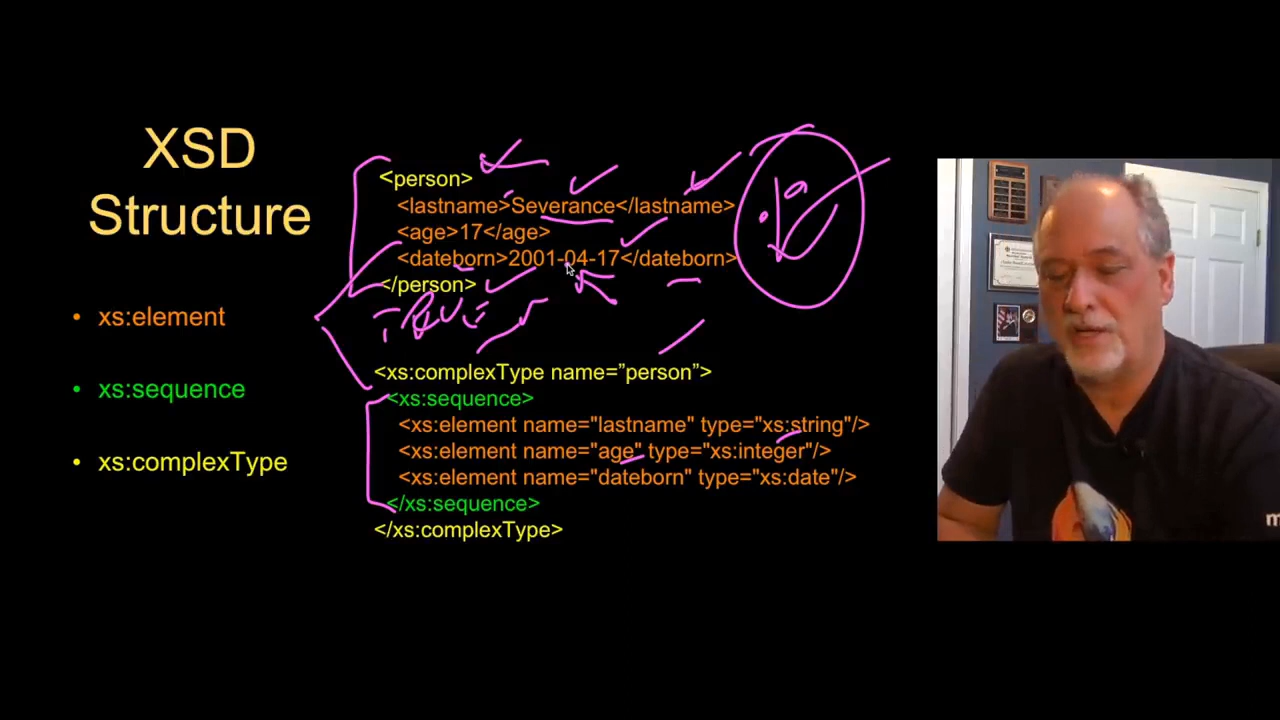 XSD
Structure
• xs:element
• xs:sequence
• xs:complexType
<person>
<lastname>Severance</lastname>
<age>17</age>
<dateborn>2001-04-17</dateborn>
</person>
TRUE
<xs:complexType name=”person”>
<xs:sequence>
<xs:element name="lastname" type="xs:string"/>
<xs:element name="age" type="xs:integer"/>
<xs:element name="dateborn" type="xs:date"/>
</xs:sequence>
</xs:complexType>
m